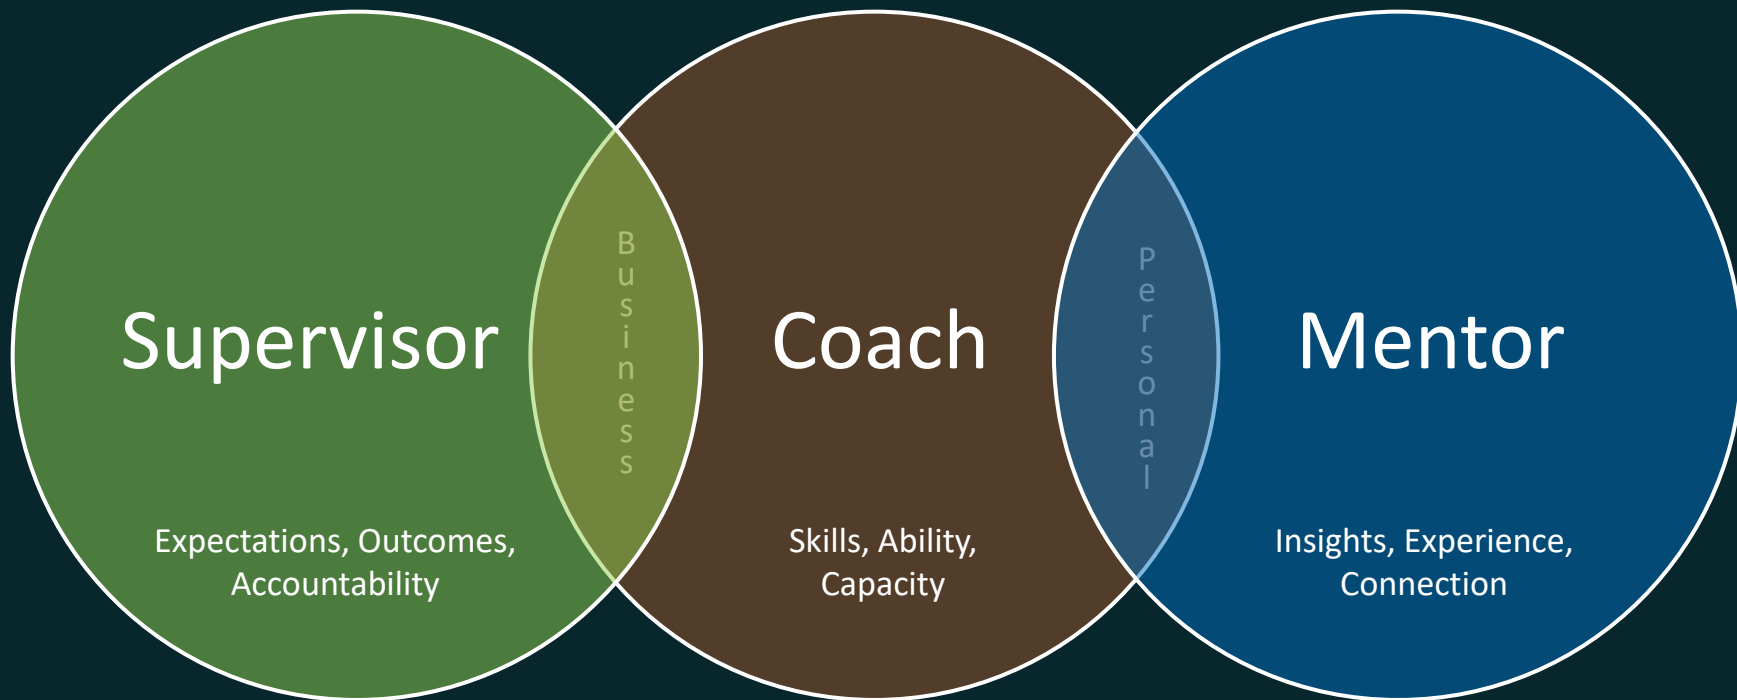 Supervisor
Expectations, Outcomes,
Accountability
Business
Coach
Skills, Ability,
Capacity
Personal
Mentor
Insights, Experience,
Connection